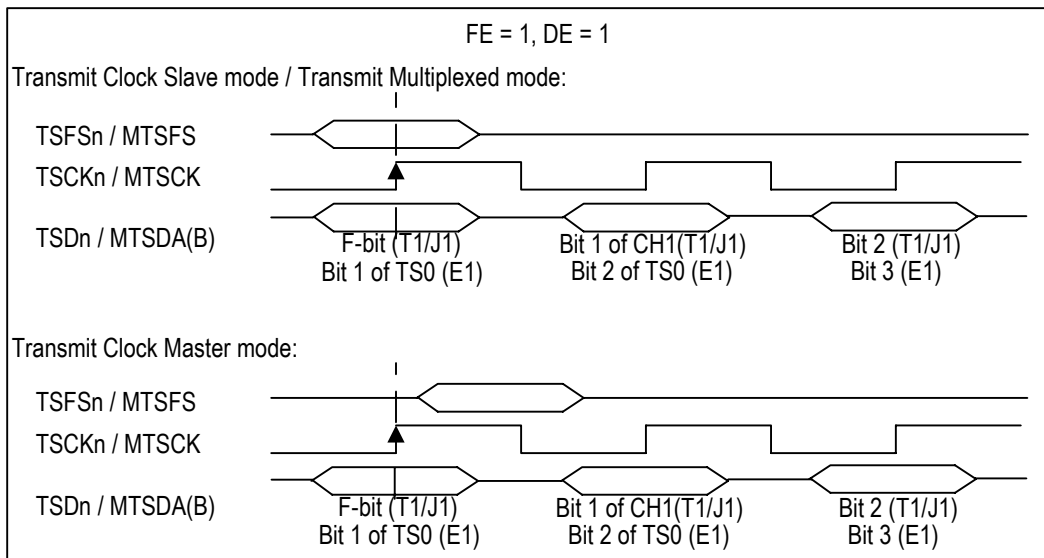 FE = 1, DE = 1
Transmit Clock Slave mode / Transmit Multiplexed mode:
TSFSn / MTSFS
TSCKn / MTSCK
TSDn / MTSDA(B)
F-bit (T1/J1)
Bit 1 of TS0 (E1)
Bit 1 of CH1(T1/J1)
Bit 2 of TS0 (E1)
Bit 2 (T1/J1)
Bit 3 (E1)
Transmit Clock Master mode:
TSFSn / MTSFS
TSCKn / MTSCK
TSDn / MTSDA(B)
F-bit (T1/J1)
Bit 1 of TS0 (E1)
Bit 1 of CH1(T1/J1)
Bit 2 of TS0 (E1)
Bit 2 (T1/J1)
Bit 3 (E1)